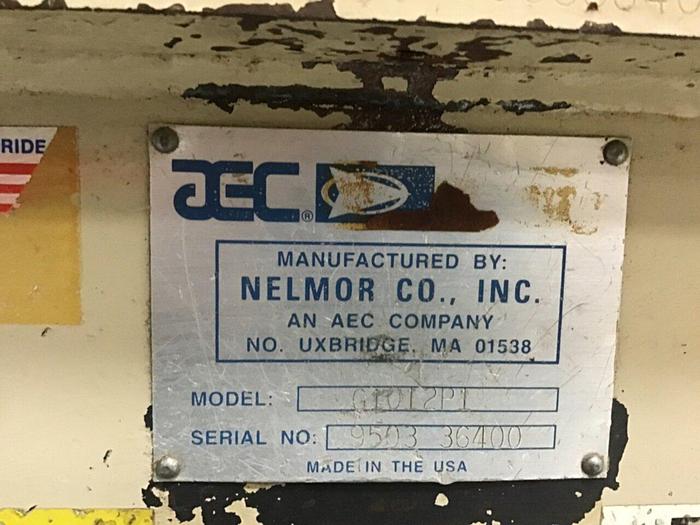 RIDE
AEC®
MANUFACTURED BY:
NELMOR CO., INC.
AN AEC COMPANY
NO. UXBRIDGE, MA 01538
MODEL: G1012P1
SERIAL NO: 9503 36400
MADE IN THE USA